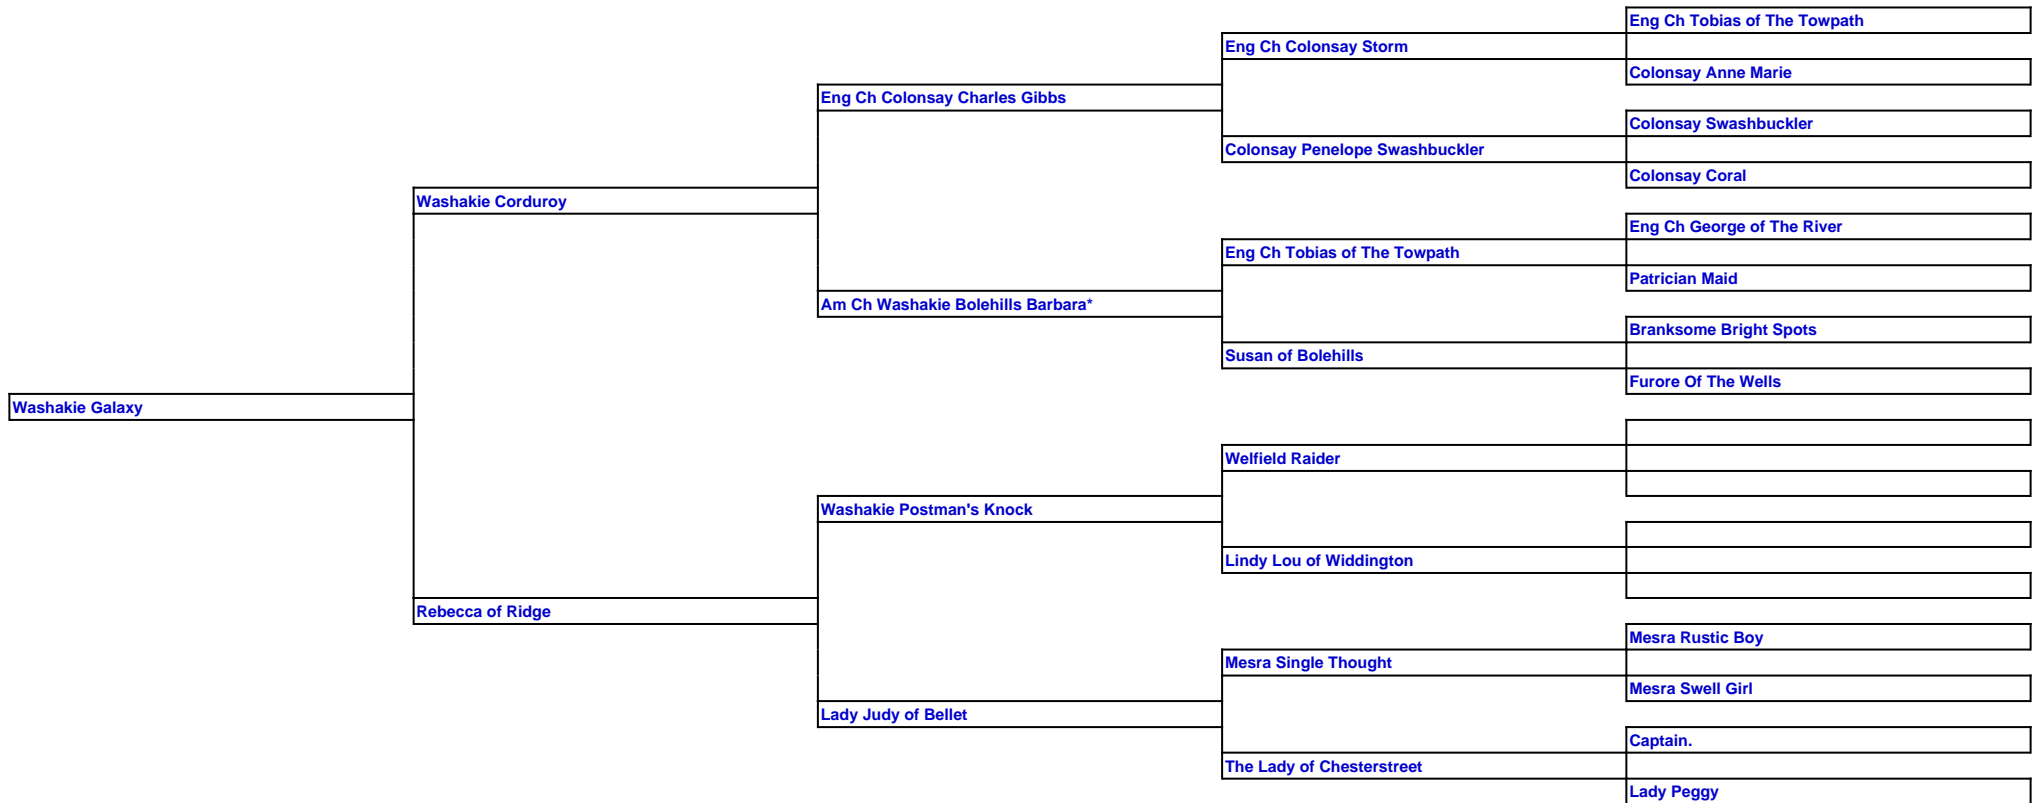 Eng Ch Tobias of The Towpath
Eng Ch Colonsay Storm
Colonsay Anne Marie
Eng Ch Colonsay Charles Gibbs
Colonsay Swashbuckler
Colonsay Penelope Swashbuckler
Colonsay Coral
Washakie Corduroy
Eng Ch George of The River
Eng Ch Tobias of The Towpath
Patrician Maid
Am Ch Washakie Bolehills Barbara*
Branksome Bright Spots
Susan of Bolehills
Furore Of The Wells
Washakie Galaxy
Welfield Raider
Washakie Postman's Knock
Lindy Lou of Widdington
Rebecca of Ridge
Mesra Rustic Boy
Mesra Single Thought
Mesra Swell Girl
Lady Judy of Bellet
Captain.
The Lady of Chesterstreet
Lady Peggy